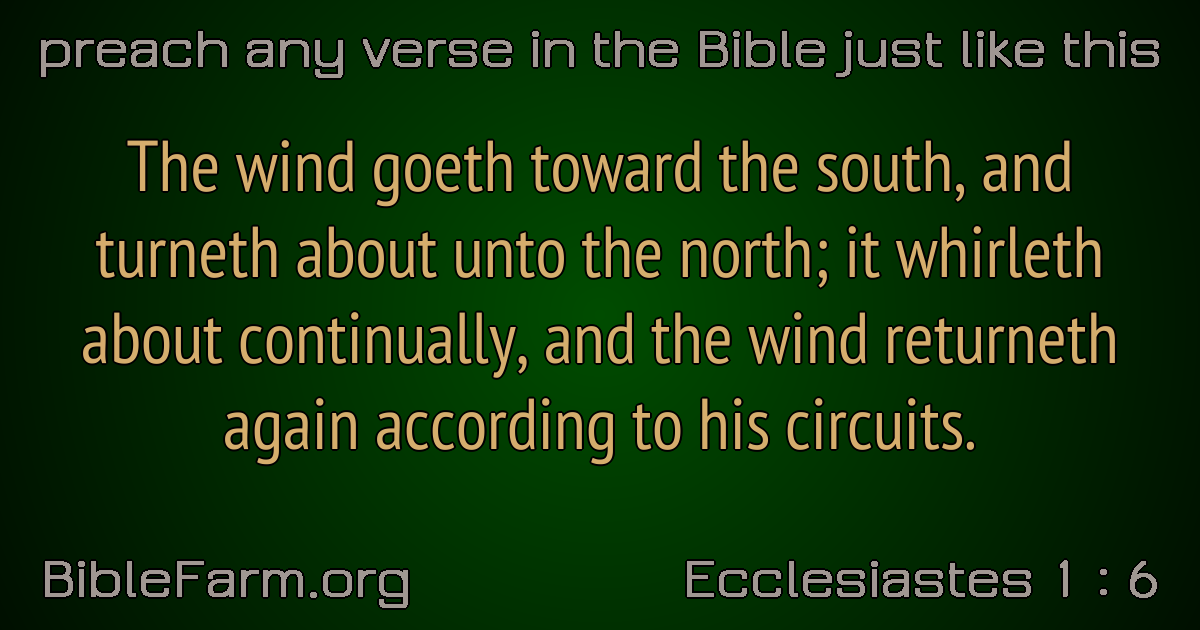 preach any verse in the Bible just like this
The wind goeth toward the south, and
turneth about unto the north; it whirleth
about continually, and the wind returneth
again according to his circuits.
BibleFarm.org
Ecclesiastes 1 : 6